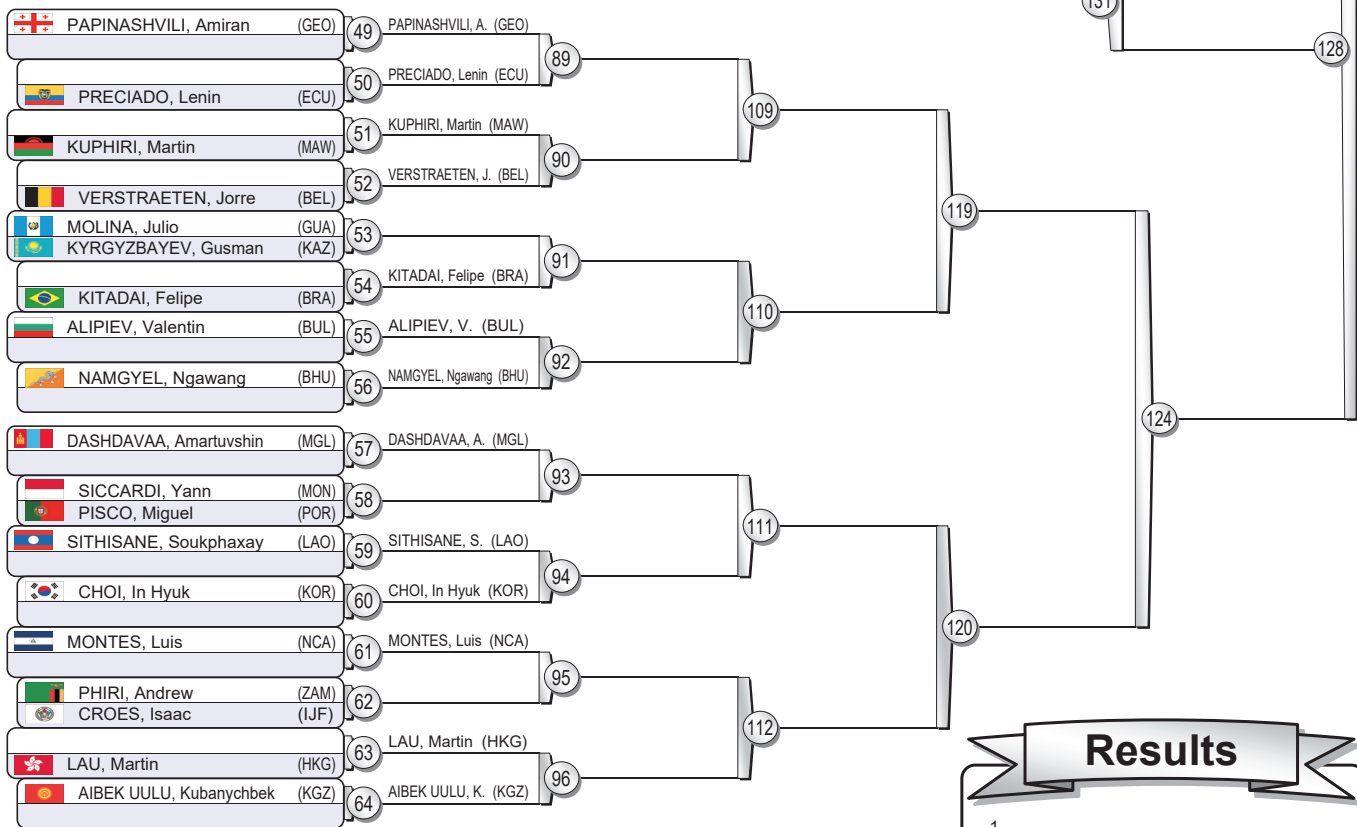 131
128
PAPINASHVILI, Amiran (GEO)
49
PAPINASHVILI, A. (GEO)
89
PRECIADO, Lenin (ECU)
50
PRECIADO, Lenin (ECU)
109
KUPHIRI, Martin (MAW)
51
KUPHIRI, Martin (MAW)
90
VERSTRAETEN, Jorre (BEL)
52
VERSTRAETEN, J. (BEL)
119
MOLINA, Julio (GUA)
KYRGYZBAYEV, Gusman (KAZ)
53
91
KITADAI, Felipe (BRA)
54
KITADAI, Felipe (BRA)
110
ALIPIEV, Valentin (BUL)
55
ALIPIEV, V. (BUL)
92
NAMGYEL, Ngawang (BHU)
56
NAMGYEL, Ngawang (BHU)
124
DASHDAVAA, Amartuvshin (MGL)
57
DASHDAVAA, A. (MGL)
93
SICCARDI, Yann (MON)
PISCO, Miguel (POR)
58
111
SITHISANE, Soukphaxay (LAO)
59
SITHISANE, S. (LAO)
94
CHOI, In Hyuk (KOR)
60
CHOI, In Hyuk (KOR)
120
MONTES, Luis (NCA)
61
MONTES, Luis (NCA)
95
PHIRI, Andrew (ZAM)
CROES, Isaac (IJF)
62
112
LAU, Martin (HKG)
63
LAU, Martin (HKG)
96
AIBEK UULU, Kubanychbek (KGZ)
64
AIBEK UULU, K. (KGZ)
Results
1